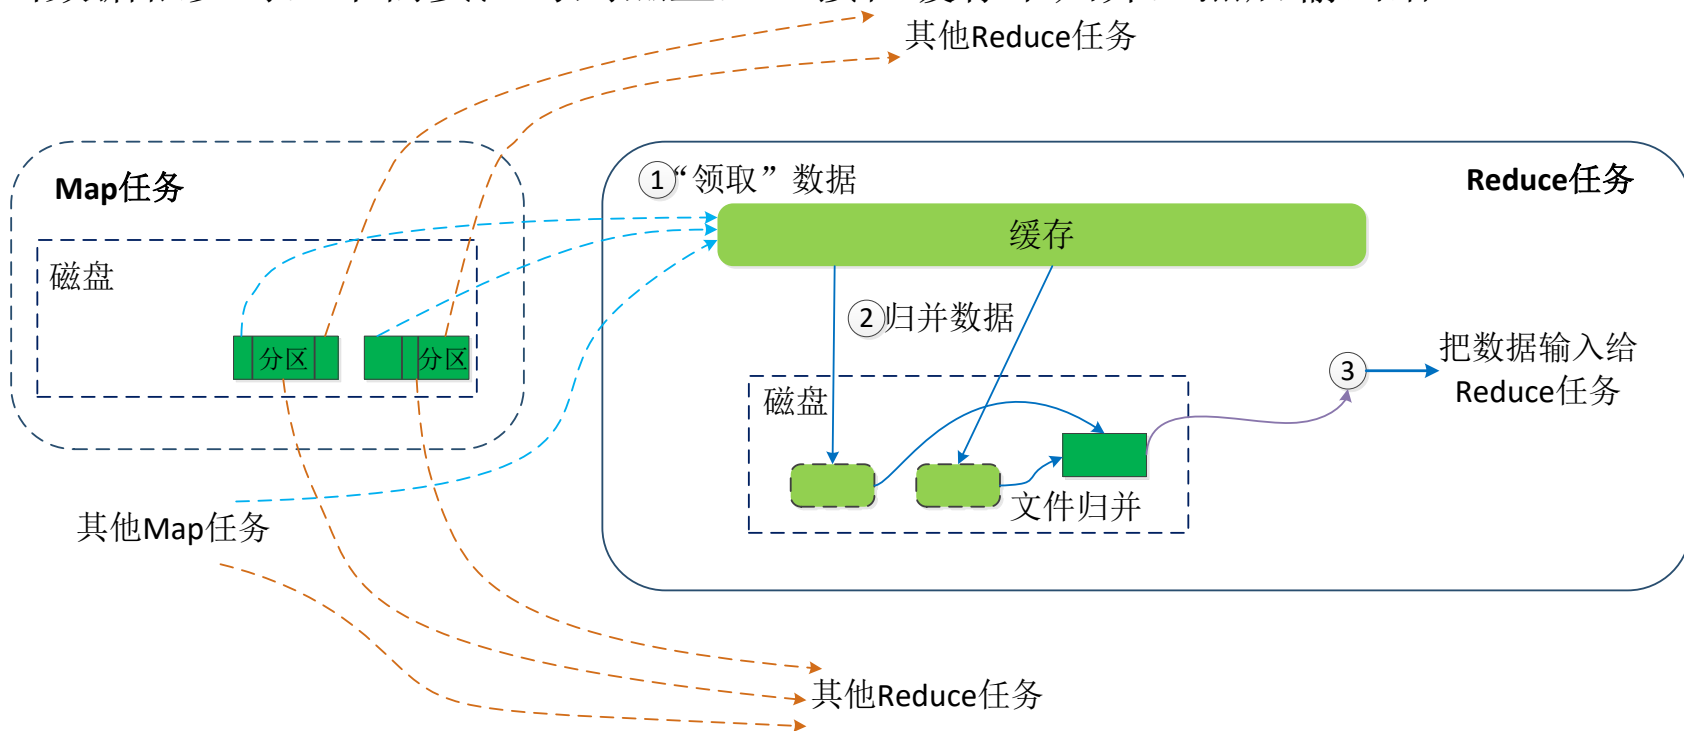 其他Reduce任务
Map任务
①“领取”数据
Reduce任务
缓存
磁盘
②归并数据
分区
分区
③
把数据输入给
Reduce任务
磁盘
文件归并
其他Map任务
其他Reduce任务